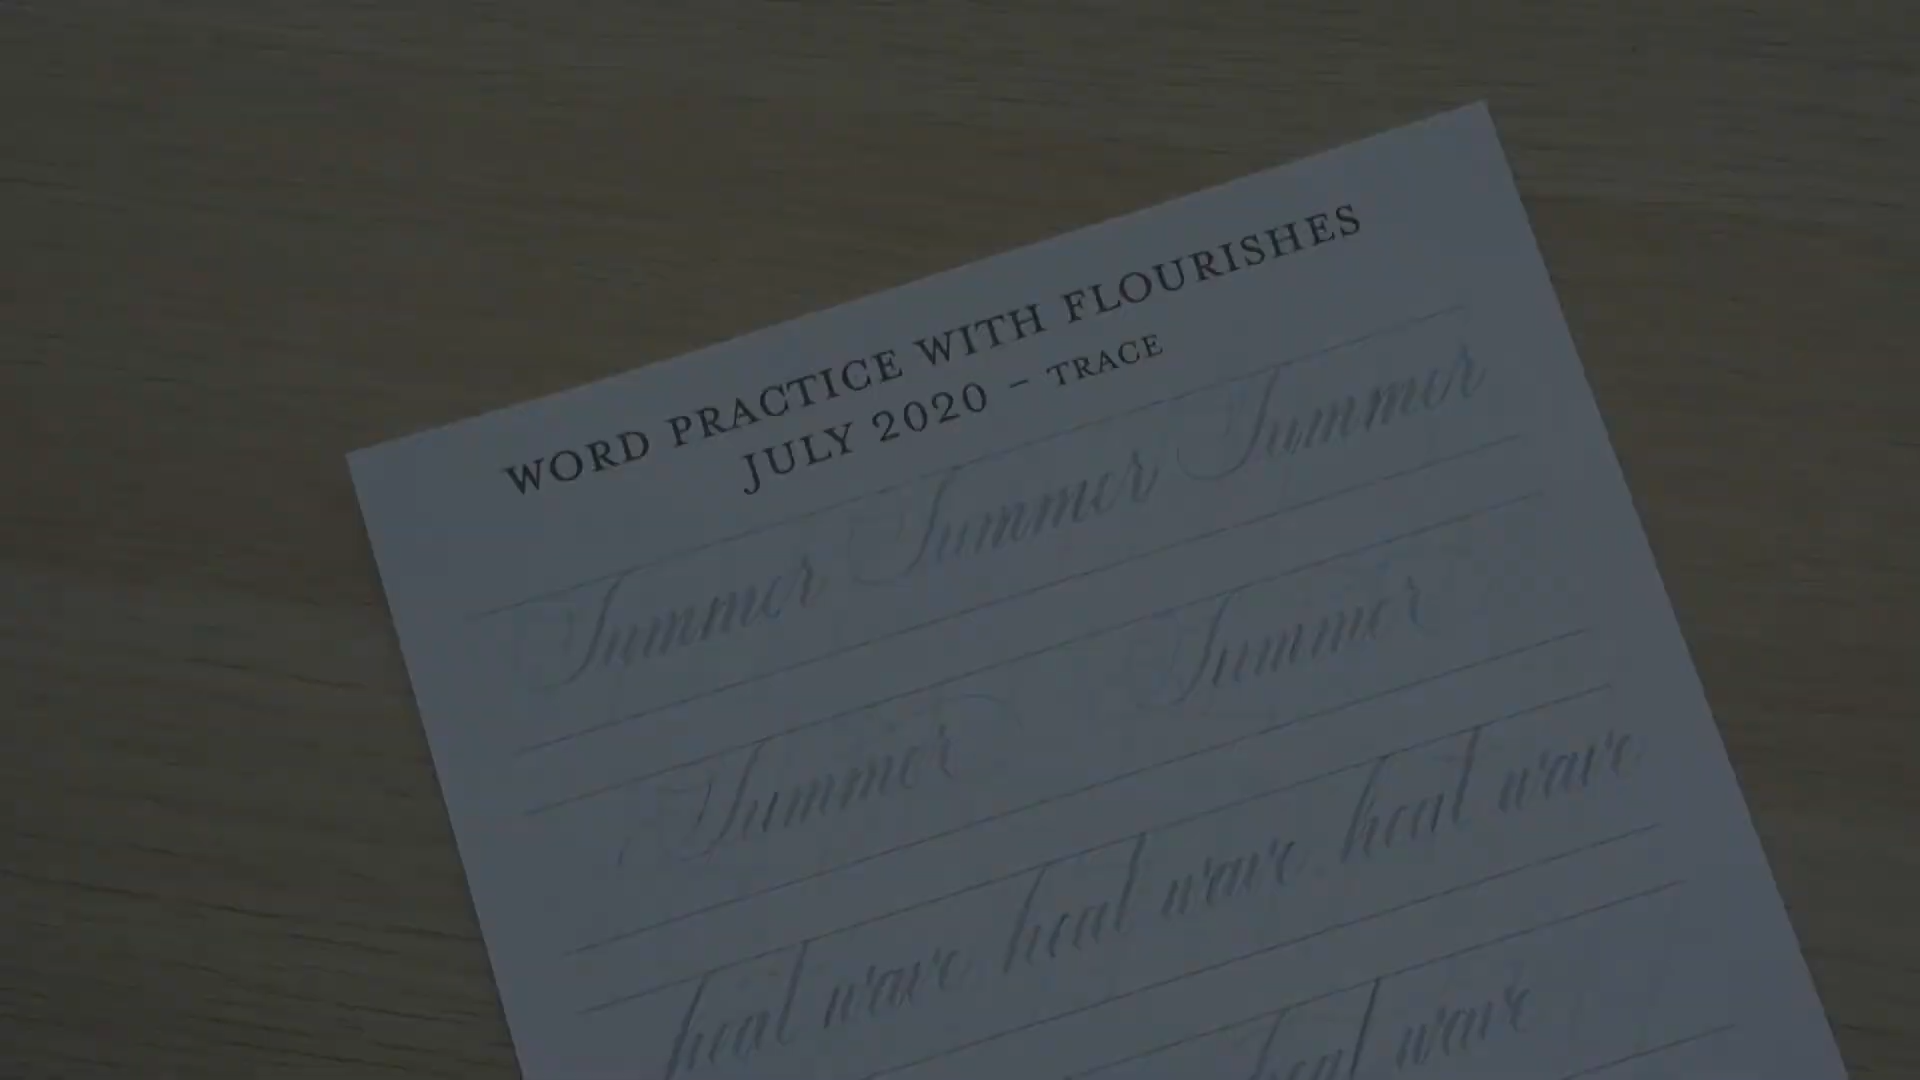 WORD PRACTICE WITH FLOURISHES
JULY 2020 - TRACE
Summer Summer Summer
Summer Summer
heat wave heat wave heat wave
heat wave